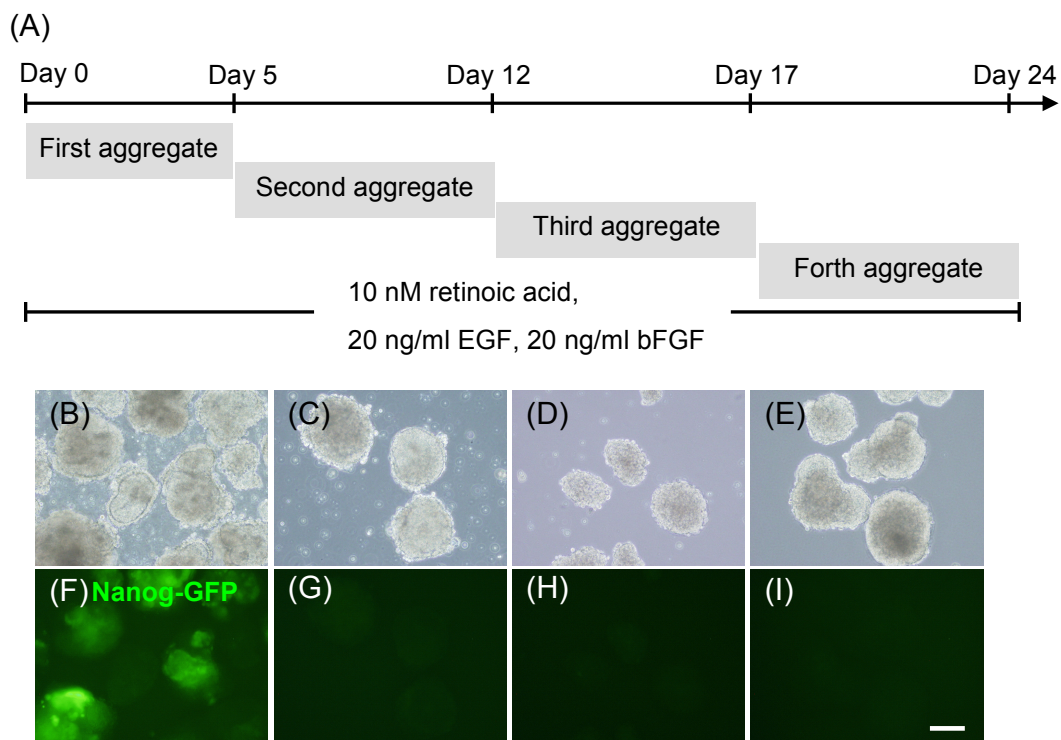 (A)
Day 0 Day 5 Day 12 Day 17 Day 24
First aggregate
Second aggregate
Third aggregate
Forth aggregate
10 nM retinoic acid,
20 ng/ml EGF, 20 ng/ml bFGF
(B) (C) (D) (E)
(F) Nanog-GFP (G) (H) (I)